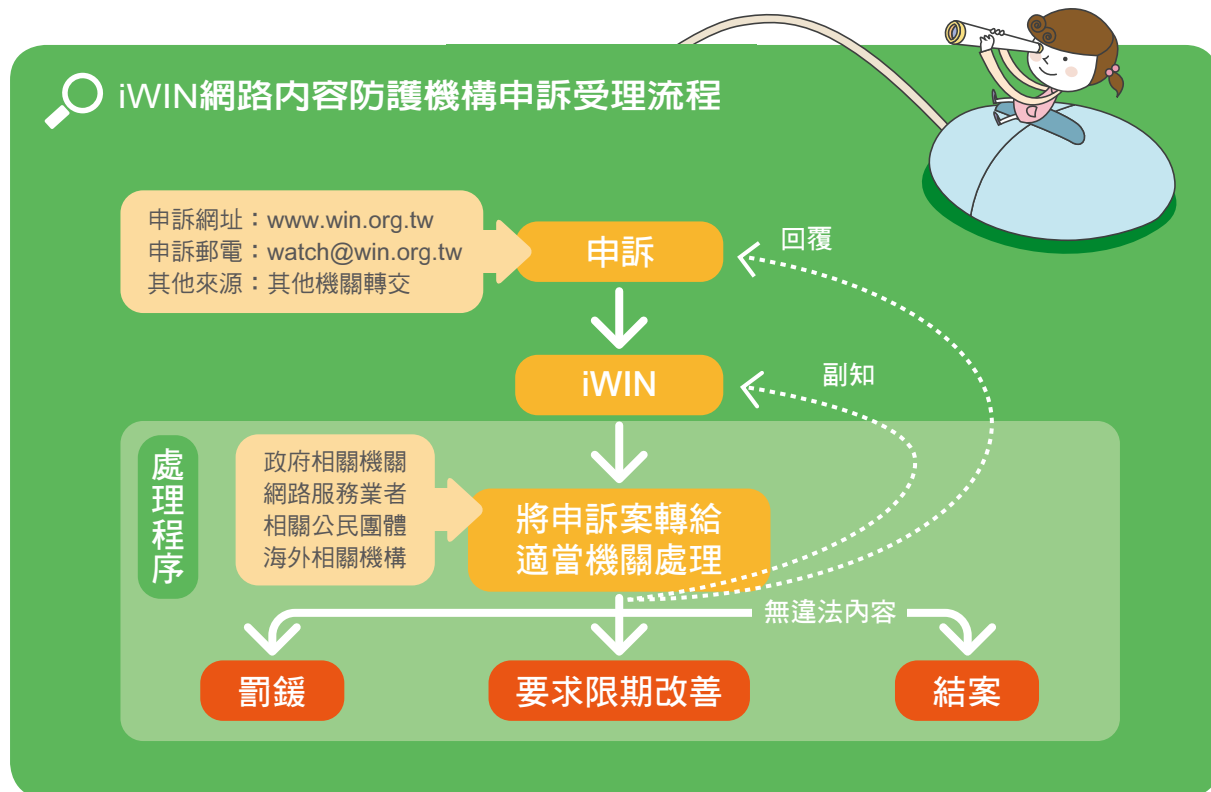 iWIN網路內容防護機構申訴受理流程
申訴網址：www.win.org.tw
申訴郵電：watch@win.org.tw
其他來源：其他機關轉交
申訴
回覆
iWIN
副知
處理程序
政府相關機關
網路服務業者
相關公民團體
海外相關機構
將申訴案轉給
適當機關處理
無違法內容
罰鍰
要求限期改善
結案